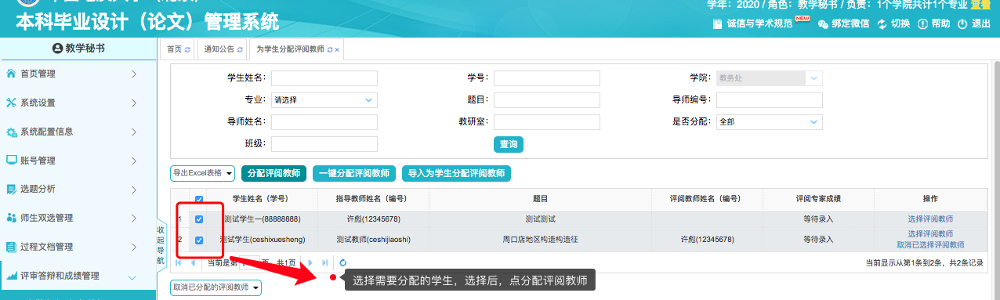 学年：2020 / 角色：教学秘书 / 负责：1个学院共计1个专业 查看
本科毕业设计（论文）管理系统
诚信与学术规范 NEW 绑定微信 切换 帮助 退出
教学秘书
首页 通知公告 为学生分配评阅教师
首页管理
系统设置
系统配置信息
账号管理
选题分析
师生双选管理
过程文档管理
评审答辩和成绩管理
收起导航
学生姓名： 学号： 学院： 教务处
专业： 请选择 题目： 导师编号：
导师姓名： 教研室： 是否分配： 全部
班级： 查询
导出Excel表格 分配评阅教师 一键分配评阅教师 导入为学生分配评阅教师
学生姓名（学号） 指导教师姓名（编号） 题目 评阅教师姓名（编号） 评阅专家成绩 操作
1 测试学生一(88888888) 许彪(12345678) 测试测试 等待录入 选择评阅教师
2 测试学生(ceshixuesheng) 测试教师(ceshijiaoshi) 周口店地区构造构造征 许彪(12345678) 等待录入 选择评阅教师
取消已选择评阅教师
当前是第 1 页，共1页 当前显示从第1条到2条，共2条记录
选择需要分配的学生，选择后，点分配评阅教师
取消已分配的评阅教师